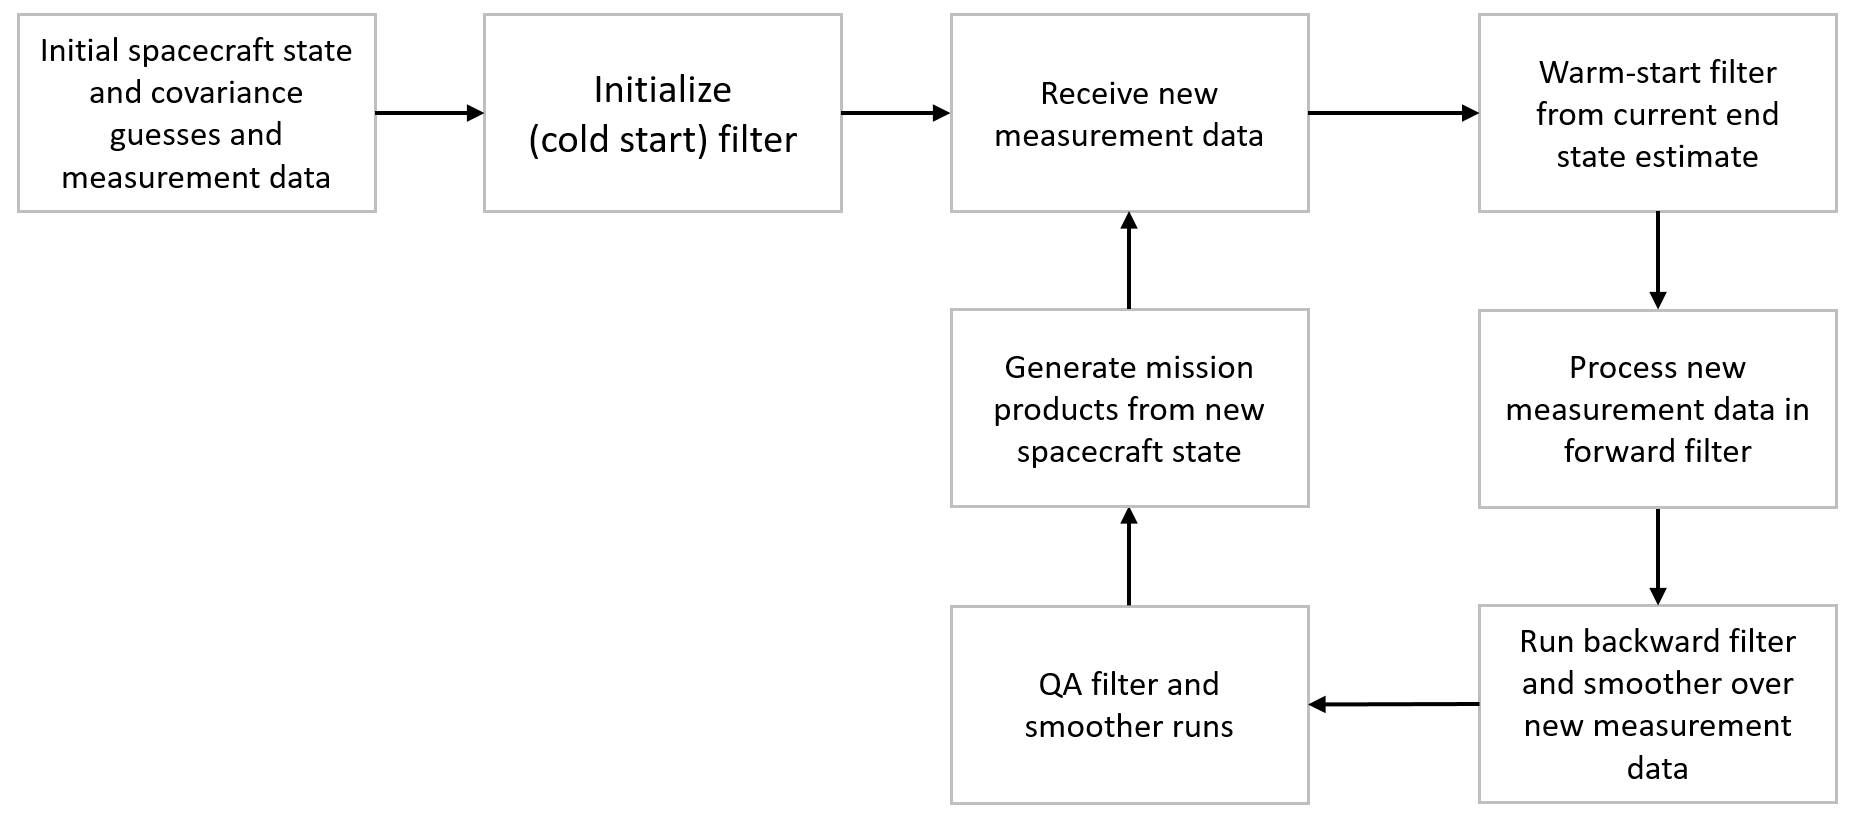 Initial spacecraft state
and covariance
guesses and
measurement data
Initialize
(cold start) filter
Receive new
measurement data
Warm-start filter
from current end
state estimate
Process new
measurement data in
forward filter
Run backward filter
and smoother over
new measurement
data
QA filter and
smoother runs
Generate mission
products from new
spacecraft state